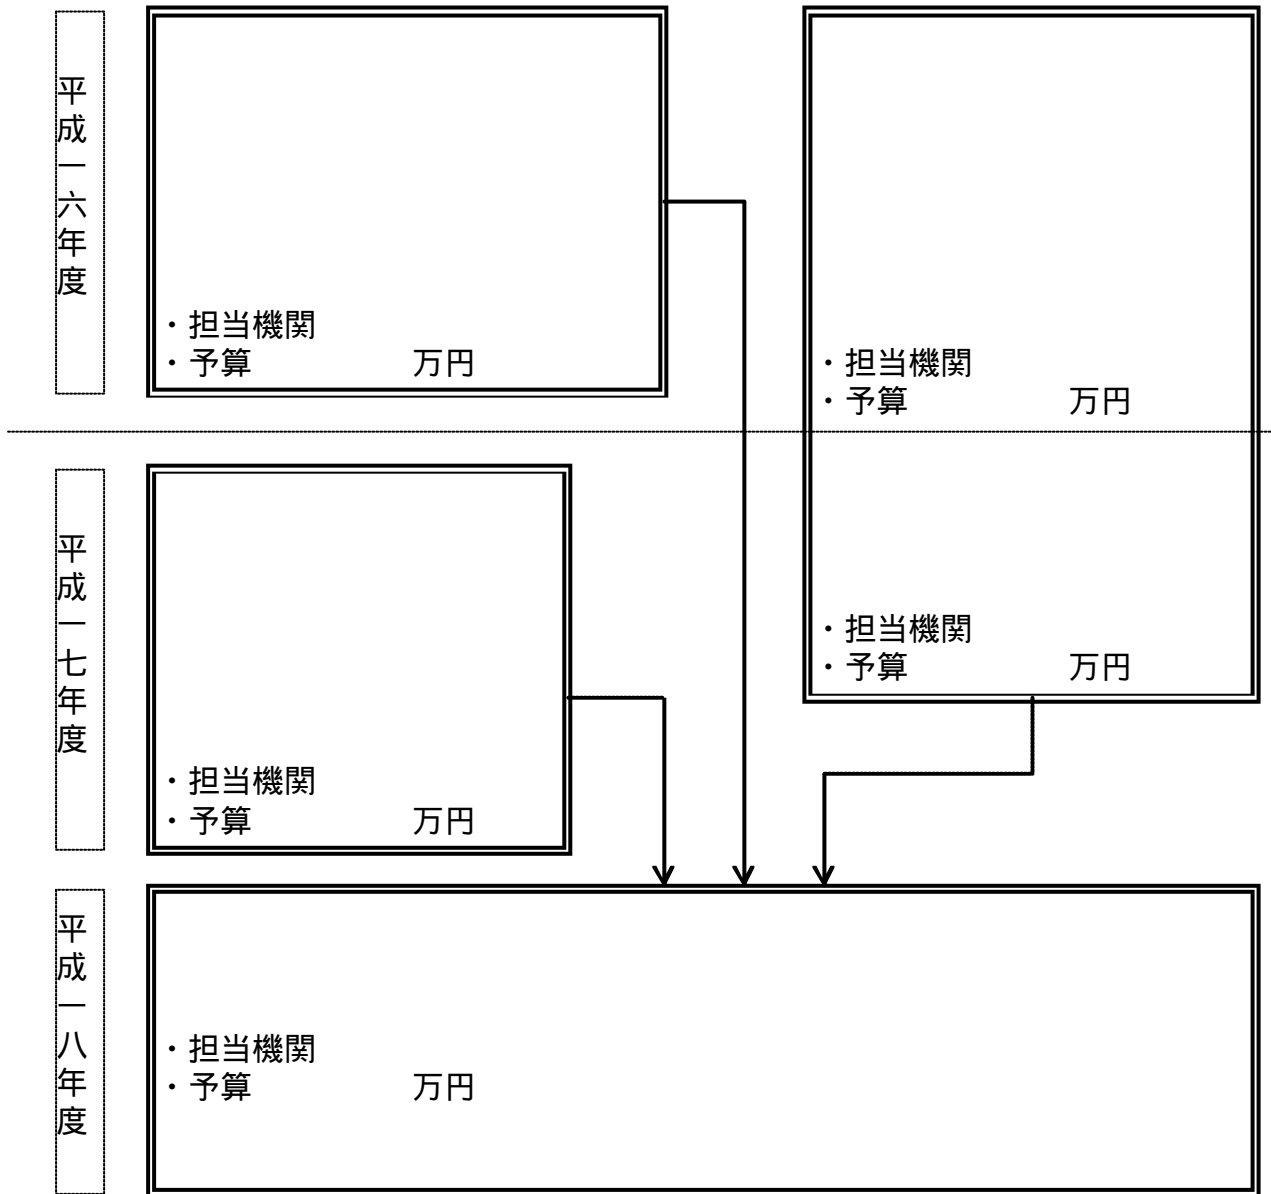 平成一六年度
・担当機関
・予算　　　　　万円
・担当機関
・予算　　　　　万円
平成一七年度
・担当機関
・予算　　　　　万円
・担当機関
・予算　　　　　万円
平成一八年度
・担当機関
・予算　　　　　万円